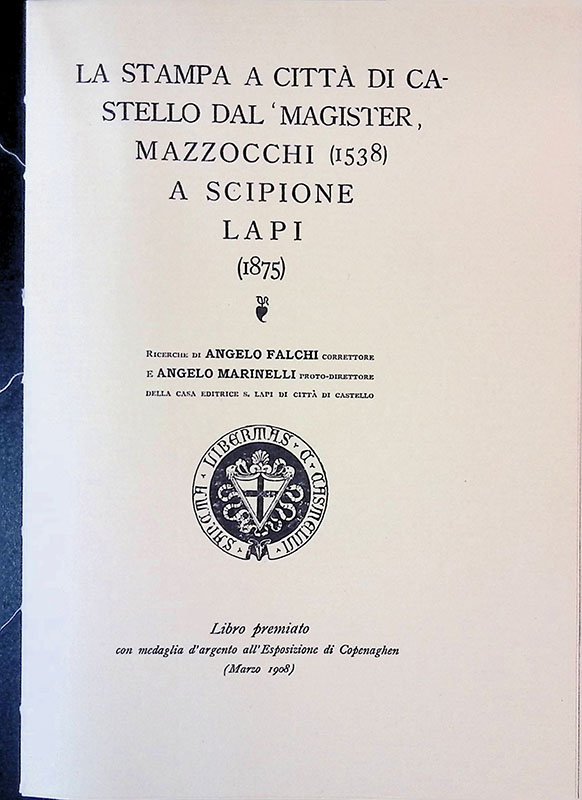 LA STAMPA A CITTÀ DI CA-
STELLO DAL ‘MAGISTER,
MAZZOCCHI (1538)
A SCIPIONE
LAPI
(1875)
RICERCHE DI ANGELO FALCHI CORRETTORE
E ANGELO MARINELLI PROTO-DIRETTORE
DELLA CASA EDITRICE S. LAPI DI CITTÀ DI CASTELLO
Libro premiato
con medaglia d'argento all'Esposizione di Copenaghen
(Marzo 1908)